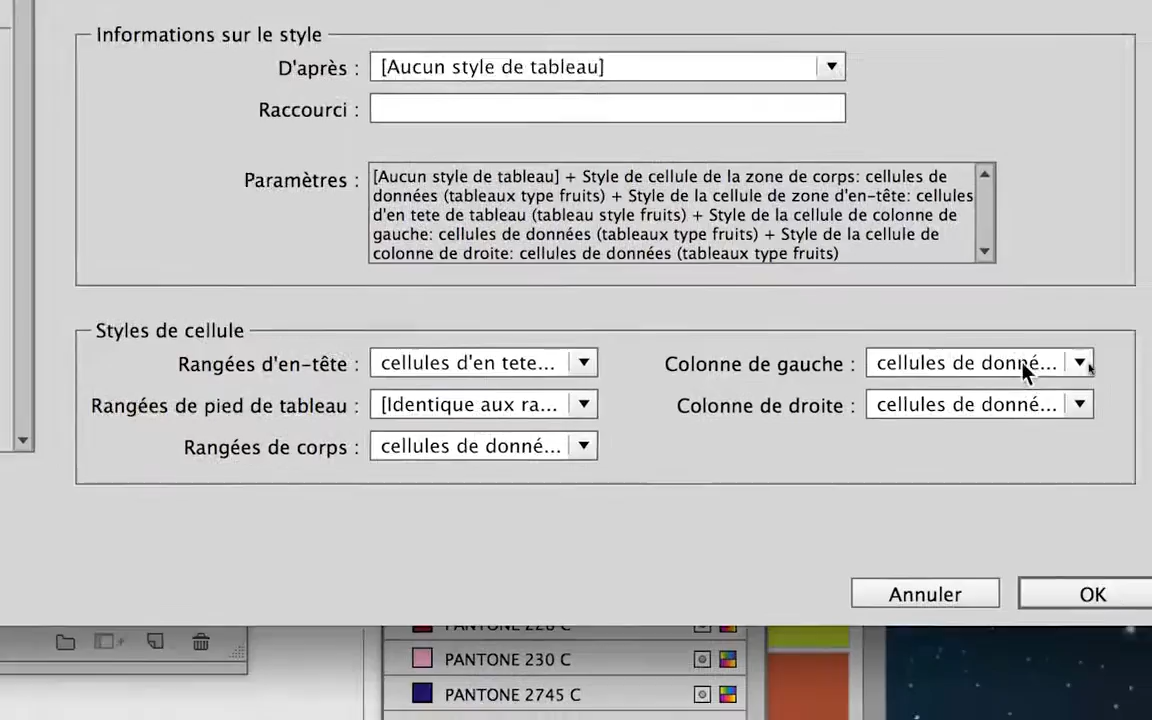 Informations sur le style
D'après : [Aucun style de tableau]
Raccourci :
Paramètres : [Aucun style de tableau] + Style de cellule de la zone de corps: cellules de
données (tableaux type fruits) + Style de la cellule de zone d'en-tête: cellules
d'en tete de tableau (tableau style fruits) + Style de la cellule de colonne de
gauche: cellules de données (tableaux type fruits) + Style de la cellule de
colonne de droite: cellules de données (tableaux type fruits)
Styles de cellule
Rangées d'en-tête : cellules d'en tete... Colonne de gauche : cellules de donné...
Rangées de pied de tableau : [Identique aux ra... Colonne de droite : cellules de donné...
Rangées de corps : cellules de donné...
Annuler OK
PANTONE 228 C
PANTONE 230 C
PANTONE 2745 C